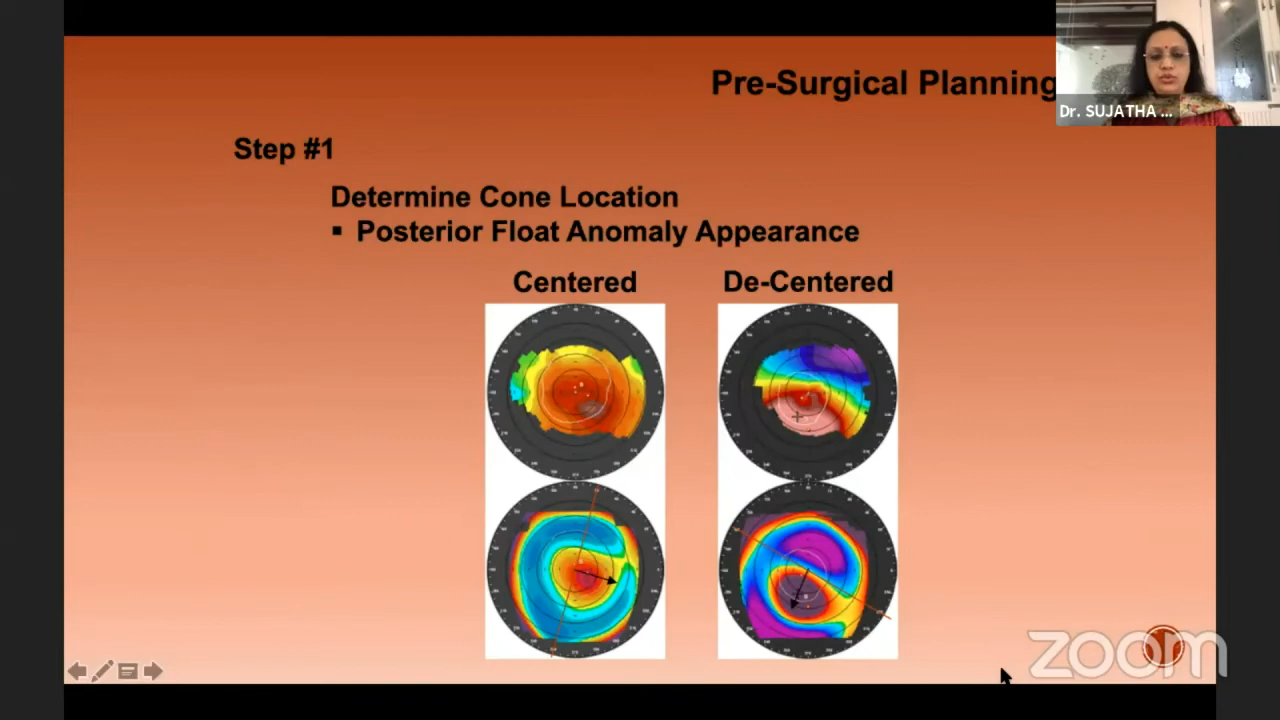 Pre-Surgical Planning
Dr. SUJATHA ...
Step #1
Determine Cone Location
▪ Posterior Float Anomaly Appearance
Centered
De-Centered
zoom